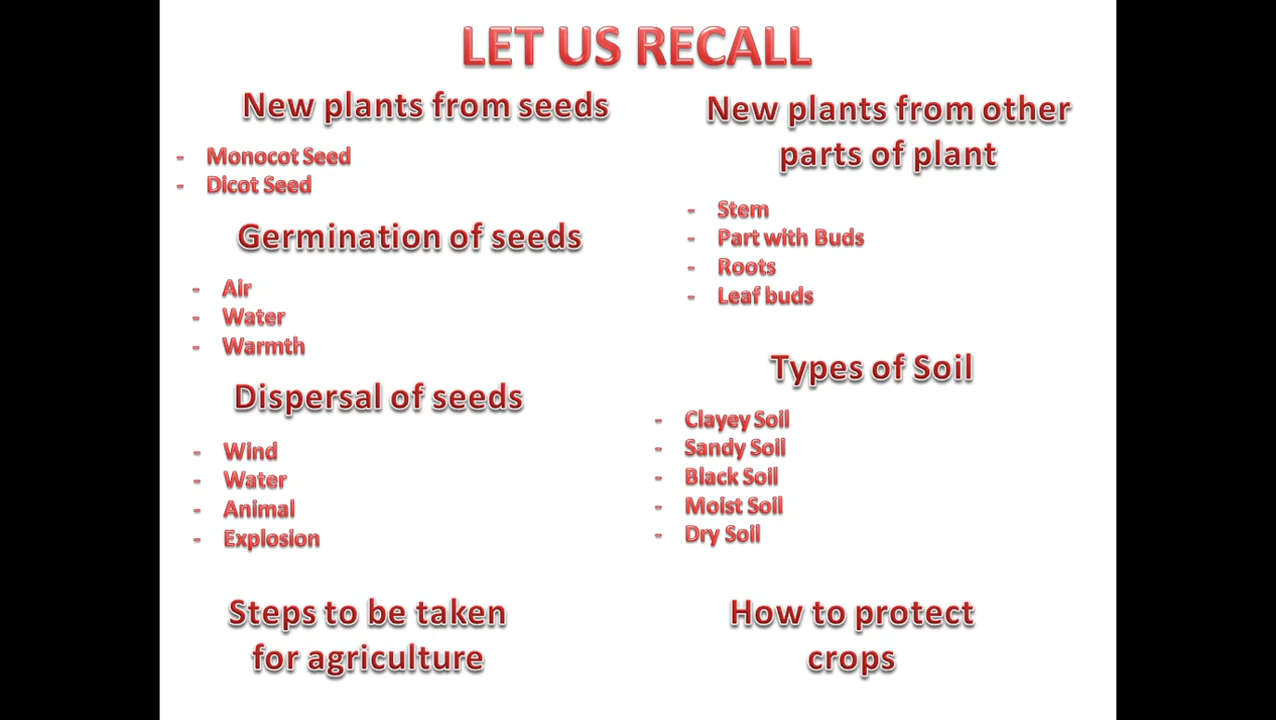 LET US RECALL
New plants from seeds
- Monocot Seed
- Dicot Seed
Germination of seeds
- Air
- Water
- Warmth
Dispersal of seeds
- Wind
- Water
- Animal
- Explosion
Steps to be taken
for agriculture
New plants from other
parts of plant
- Stem
- Part with Buds
- Roots
- Leaf buds
Types of Soil
- Clayey Soil
- Sandy Soil
- Black Soil
- Moist Soil
- Dry Soil
How to protect
crops